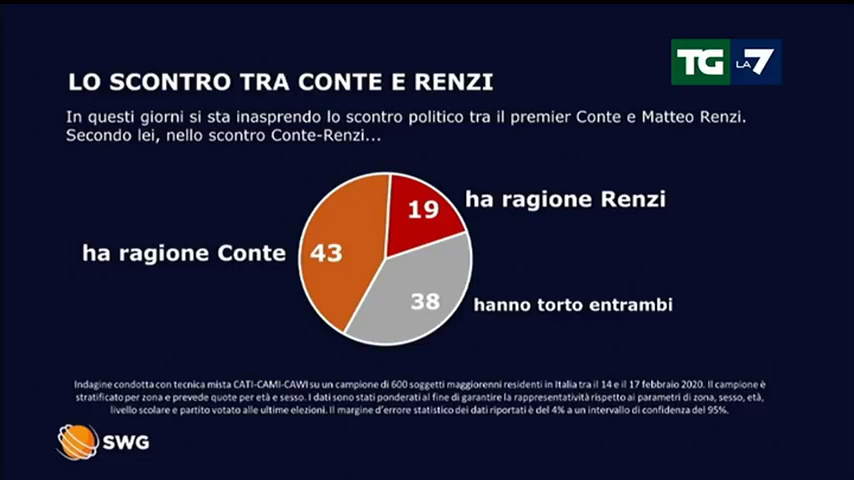 TG LA7
LO SCONTRO TRA CONTE E RENZI
In questi giorni si sta inasprendo lo scontro politico tra il premier Conte e Matteo Renzi.
Secondo lei, nello scontro Conte-Renzi...
19
ha ragione Renzi
ha ragione Conte
43
38
hanno torto entrambi
Indagine condotta con tecnica mista CATI-CAMI-CAWI su un campione di 600 soggetti maggiorenni residenti in Italia tra il 14 e il 17 febbraio 2020. Il campione è
stratificato per zona e prevede quote per età e sesso. I dati sono stati ponderati al fine di garantire la rappresentatività rispetto ai parametri di zona, sesso, età,
livello scolare e partito votato alle ultime elezioni. Il margine d'errore statistico dei dati riportati è del 4% a un intervallo di confidenza del 95%.
SWG